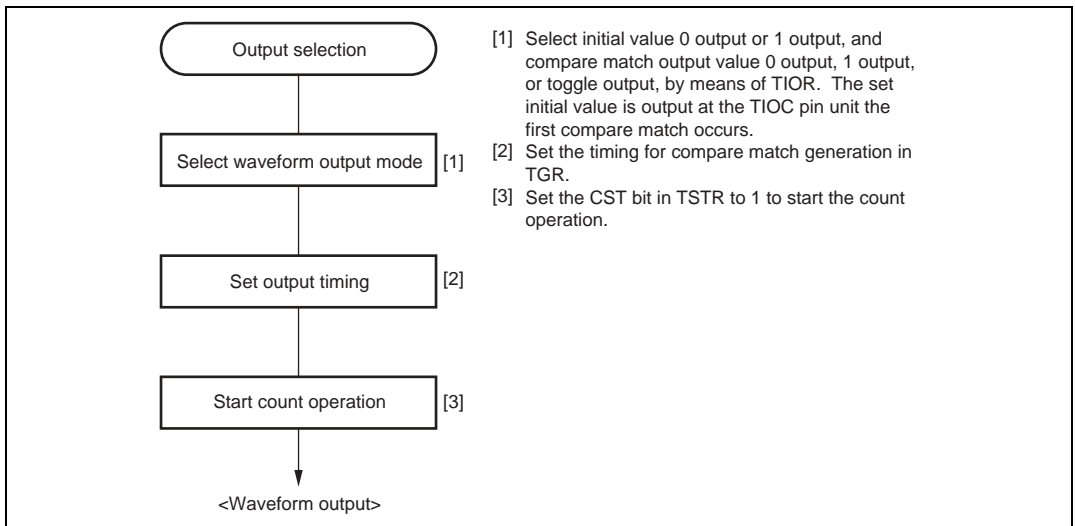 Output selection
Select waveform output mode [1]
Set output timing [2]
Start count operation [3]
<Waveform output>
[1] Select initial value 0 output or 1 output, and
compare match output value 0 output, 1 output,
or toggle output, by means of TIOR. The set
initial value is output at the TIOC pin unit the
first compare match occurs.
[2] Set the timing for compare match generation in
TGR.
[3] Set the CST bit in TSTR to 1 to start the count
operation.